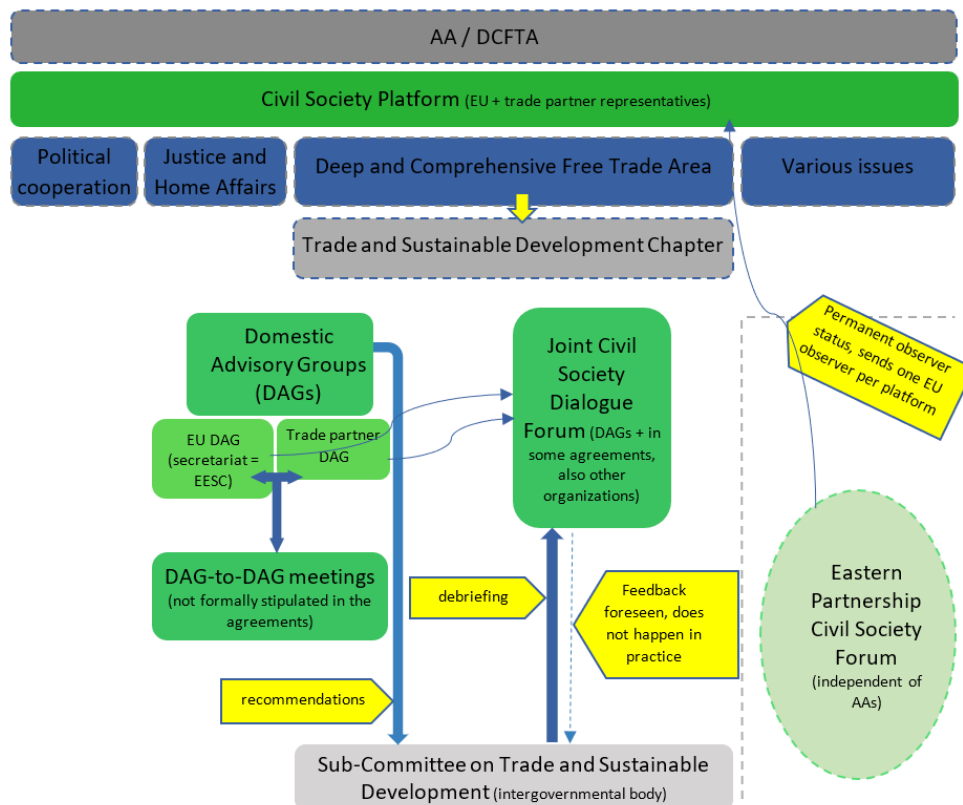 AA / DCFTA
Civil Society Platform (EU + trade partner representatives)
Political
cooperation
Justice and
Home Affairs
Deep and Comprehensive Free Trade Area
Various issues
Trade and Sustainable Development Chapter
Permanent observer
status, sends one EU
observer per platform
Domestic
Advisory Groups
(DAGs)
EU DAG
(secretariat =
EESC)
Trade partner
DAG
Joint Civil
Society
Dialogue
Forum (DAGs + in
some agreements,
also other
organizations)
DAG-to-DAG meetings
(not formally stipulated in the
agreements)
debriefing
Feedback
foreseen, does
not happen in
practice
Eastern
Partnership
Civil Society
Forum
(independent of
AAs)
recommendations
Sub-Committee on Trade and Sustainable
Development (intergovernmental body)